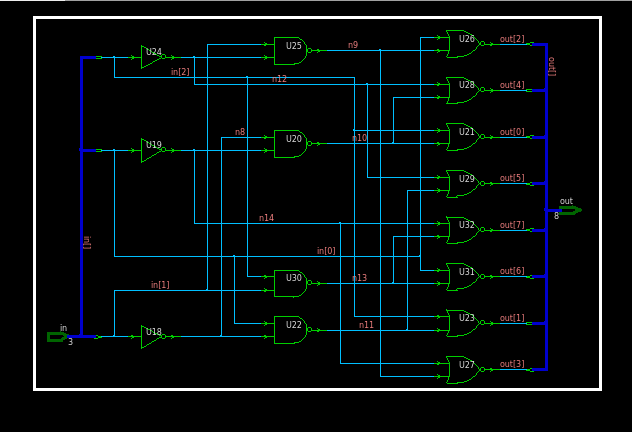 U26 out[2]
U24 U25 n9
in[2] n12 U28 out[4] out[]
n8 U21 out[0]
U19 U20 n10
U29 out[5]
out
n14 U32 out[7] 8
in[] in[0]
U31 out[6]
in[1] U30 n13
in U18 U22 n11 U23 out[1]
3
U27 out[3]